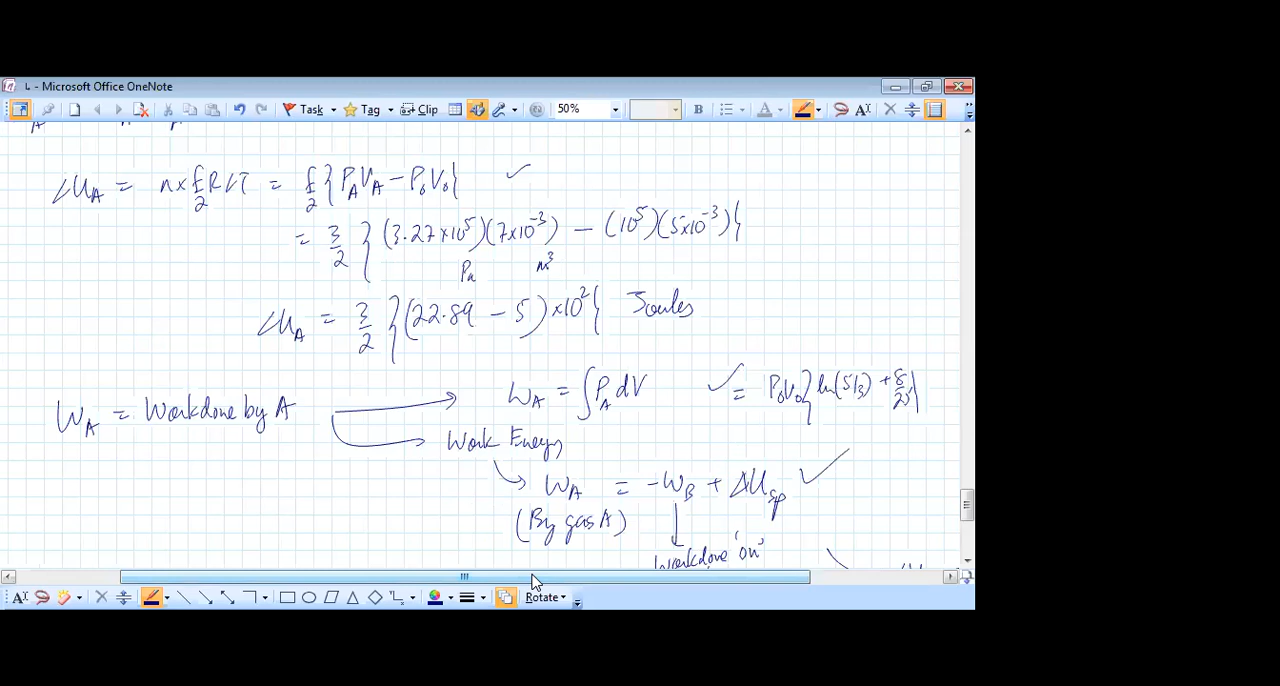 L - Microsoft Office OneNote
Task Tag Clip 50% B A
ΔU_A = n × f/2 R ΔT = f/2 {P_A V_A − P_0 V_0} ✓
= 3/2 {(3.27×10^5)(7×10^-3) − (10^5)(5×10^-3)}
Pa m^3
ΔU_A = 3/2 {(22.89 − 5)×10^2} Joules
W_A = Workdone by A
W_A = ∫P_A dV ✓ = P_0V_0{ln(5/3) +
Work Energy
W_A = -W_B + ΔU_sp ✓
(By gas A)
Workdone 'on'
Rotate